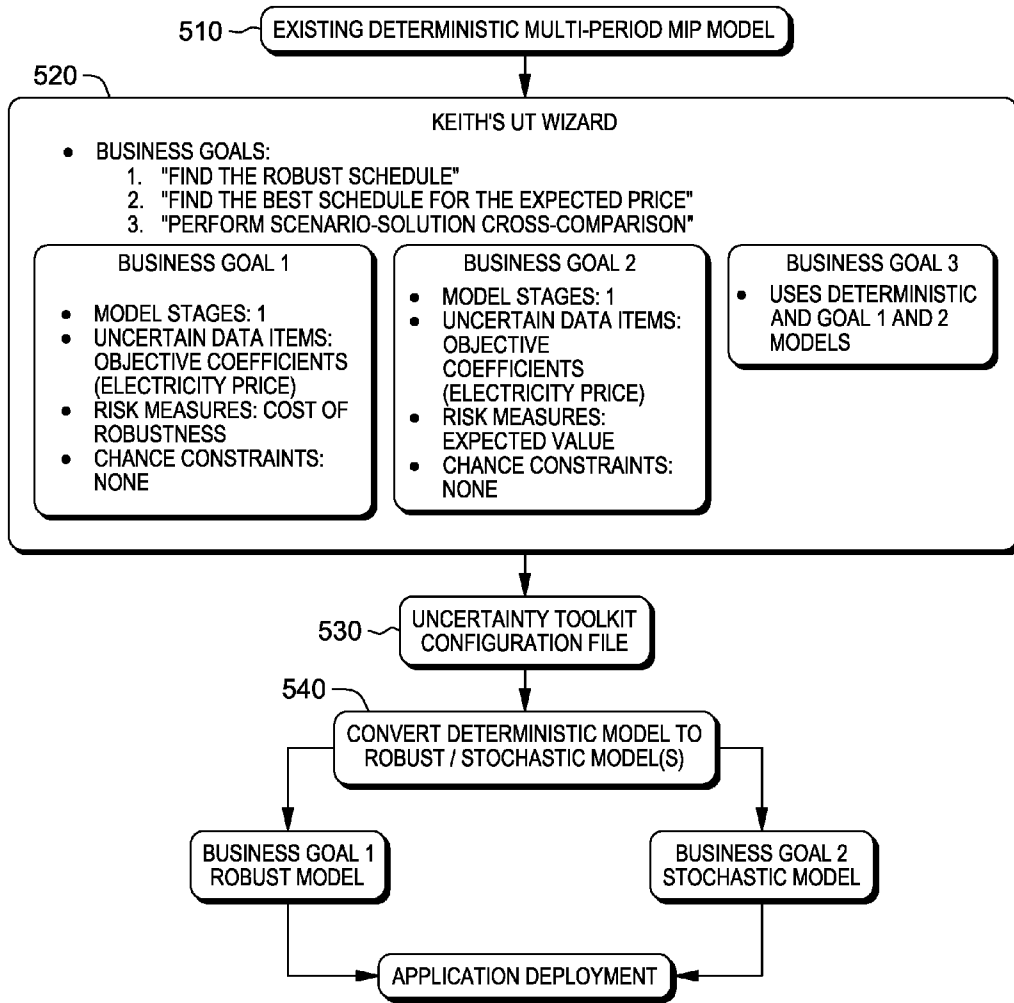 510
EXISTING DETERMINISTIC MULTI-PERIOD MIP MODEL
520
KEITH'S UT WIZARD
• BUSINESS GOALS:
1. "FIND THE ROBUST SCHEDULE"
2. "FIND THE BEST SCHEDULE FOR THE EXPECTED PRICE"
3. "PERFORM SCENARIO-SOLUTION CROSS-COMPARISON"
BUSINESS GOAL 1
• MODEL STAGES: 1
• UNCERTAIN DATA ITEMS:
OBJECTIVE COEFFICIENTS
(ELECTRICITY PRICE)
• RISK MEASURES: COST OF
ROBUSTNESS
• CHANCE CONSTRAINTS:
NONE
BUSINESS GOAL 2
• MODEL STAGES: 1
• UNCERTAIN DATA ITEMS:
OBJECTIVE
COEFFICIENTS
(ELECTRICITY PRICE)
• RISK MEASURES:
EXPECTED VALUE
• CHANCE CONSTRAINTS:
NONE
BUSINESS GOAL 3
• USES DETERMINISTIC
AND GOAL 1 AND 2
MODELS
530
UNCERTAINTY TOOLKIT
CONFIGURATION FILE
540
CONVERT DETERMINISTIC MODEL TO
ROBUST / STOCHASTIC MODEL(S)
BUSINESS GOAL 1
ROBUST MODEL
BUSINESS GOAL 2
STOCHASTIC MODEL
APPLICATION DEPLOYMENT